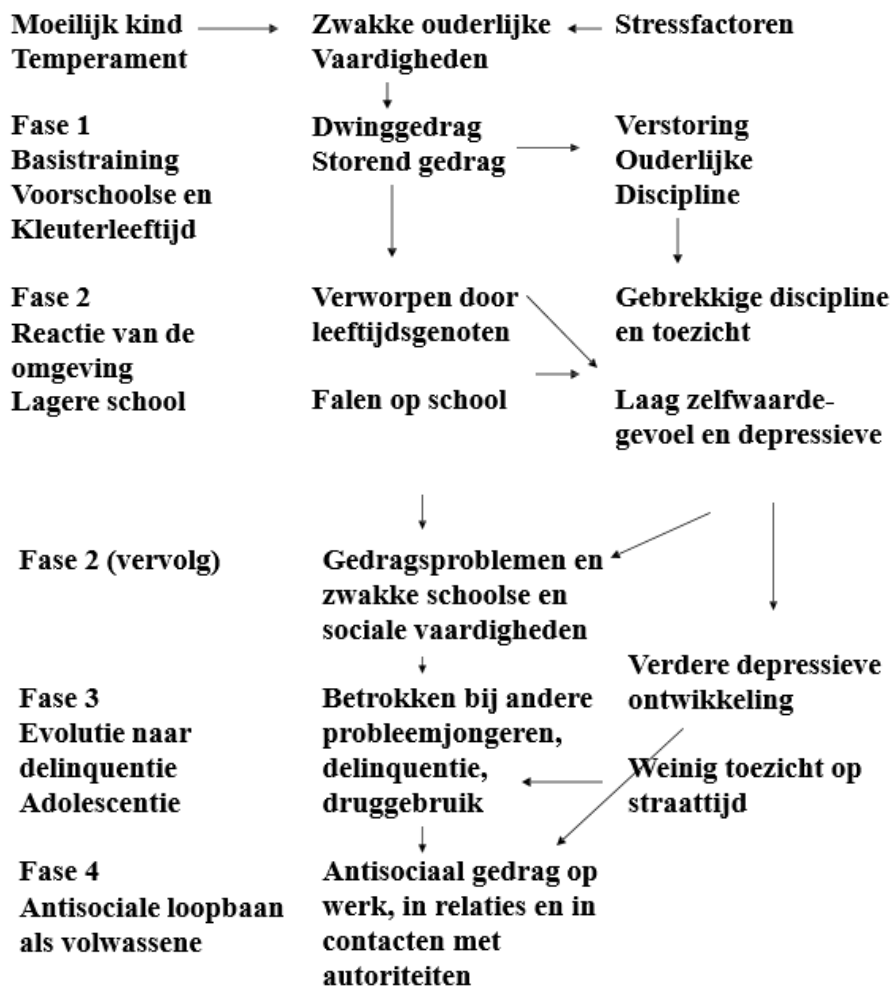 Moeilijk kind
Temperament
Zwakke ouderlijke
Vaardigheden
Stressfactoren
Fase 1
Basistraining
Voorschoolse en
Kleuterleeftijd
Dwinggedrag
Storend gedrag
Verstoring
Ouderlijke
Discipline
Fase 2
Reactie van de
omgeving
Lagere school
Verworpen door
leeftijdsgenoten
Falen op school
Gebrekkige discipline
en toezicht
Laag zelfwaarde-
gevoel en depressieve
Fase 2 (vervolg)
Gedragsproblemen en
zwakke schoolse en
sociale vaardigheden
Verdere depressieve
ontwikkeling
Fase 3
Evolutie naar
delinquentie
Adolescentie
Betrokken bij andere
probleemjongeren,
delinquentie,
druggebruik
Weinig toezicht op
straattijd
Fase 4
Antisociale loopbaan
als volwassene
Antisociaal gedrag op
werk, in relaties en in
contacten met
autoriteiten